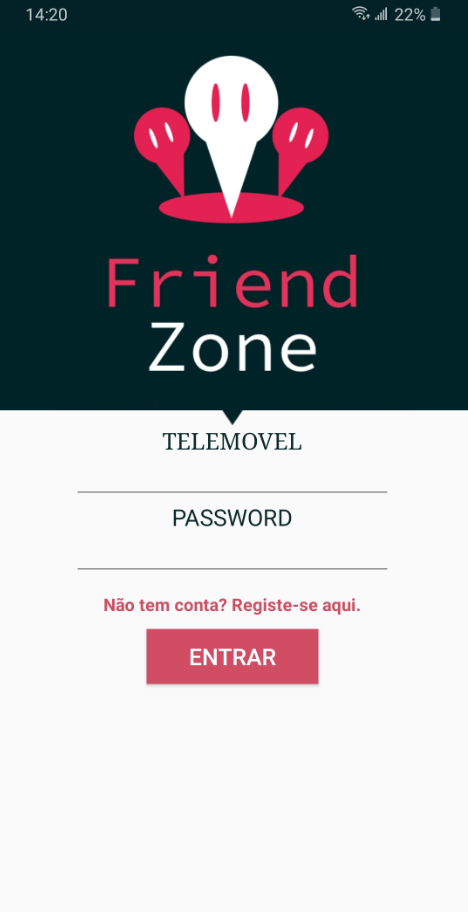 14:20
22%
Friend
Zone
TELEMOVEL
PASSWORD
Não tem conta? Registe-se aqui.
ENTRAR